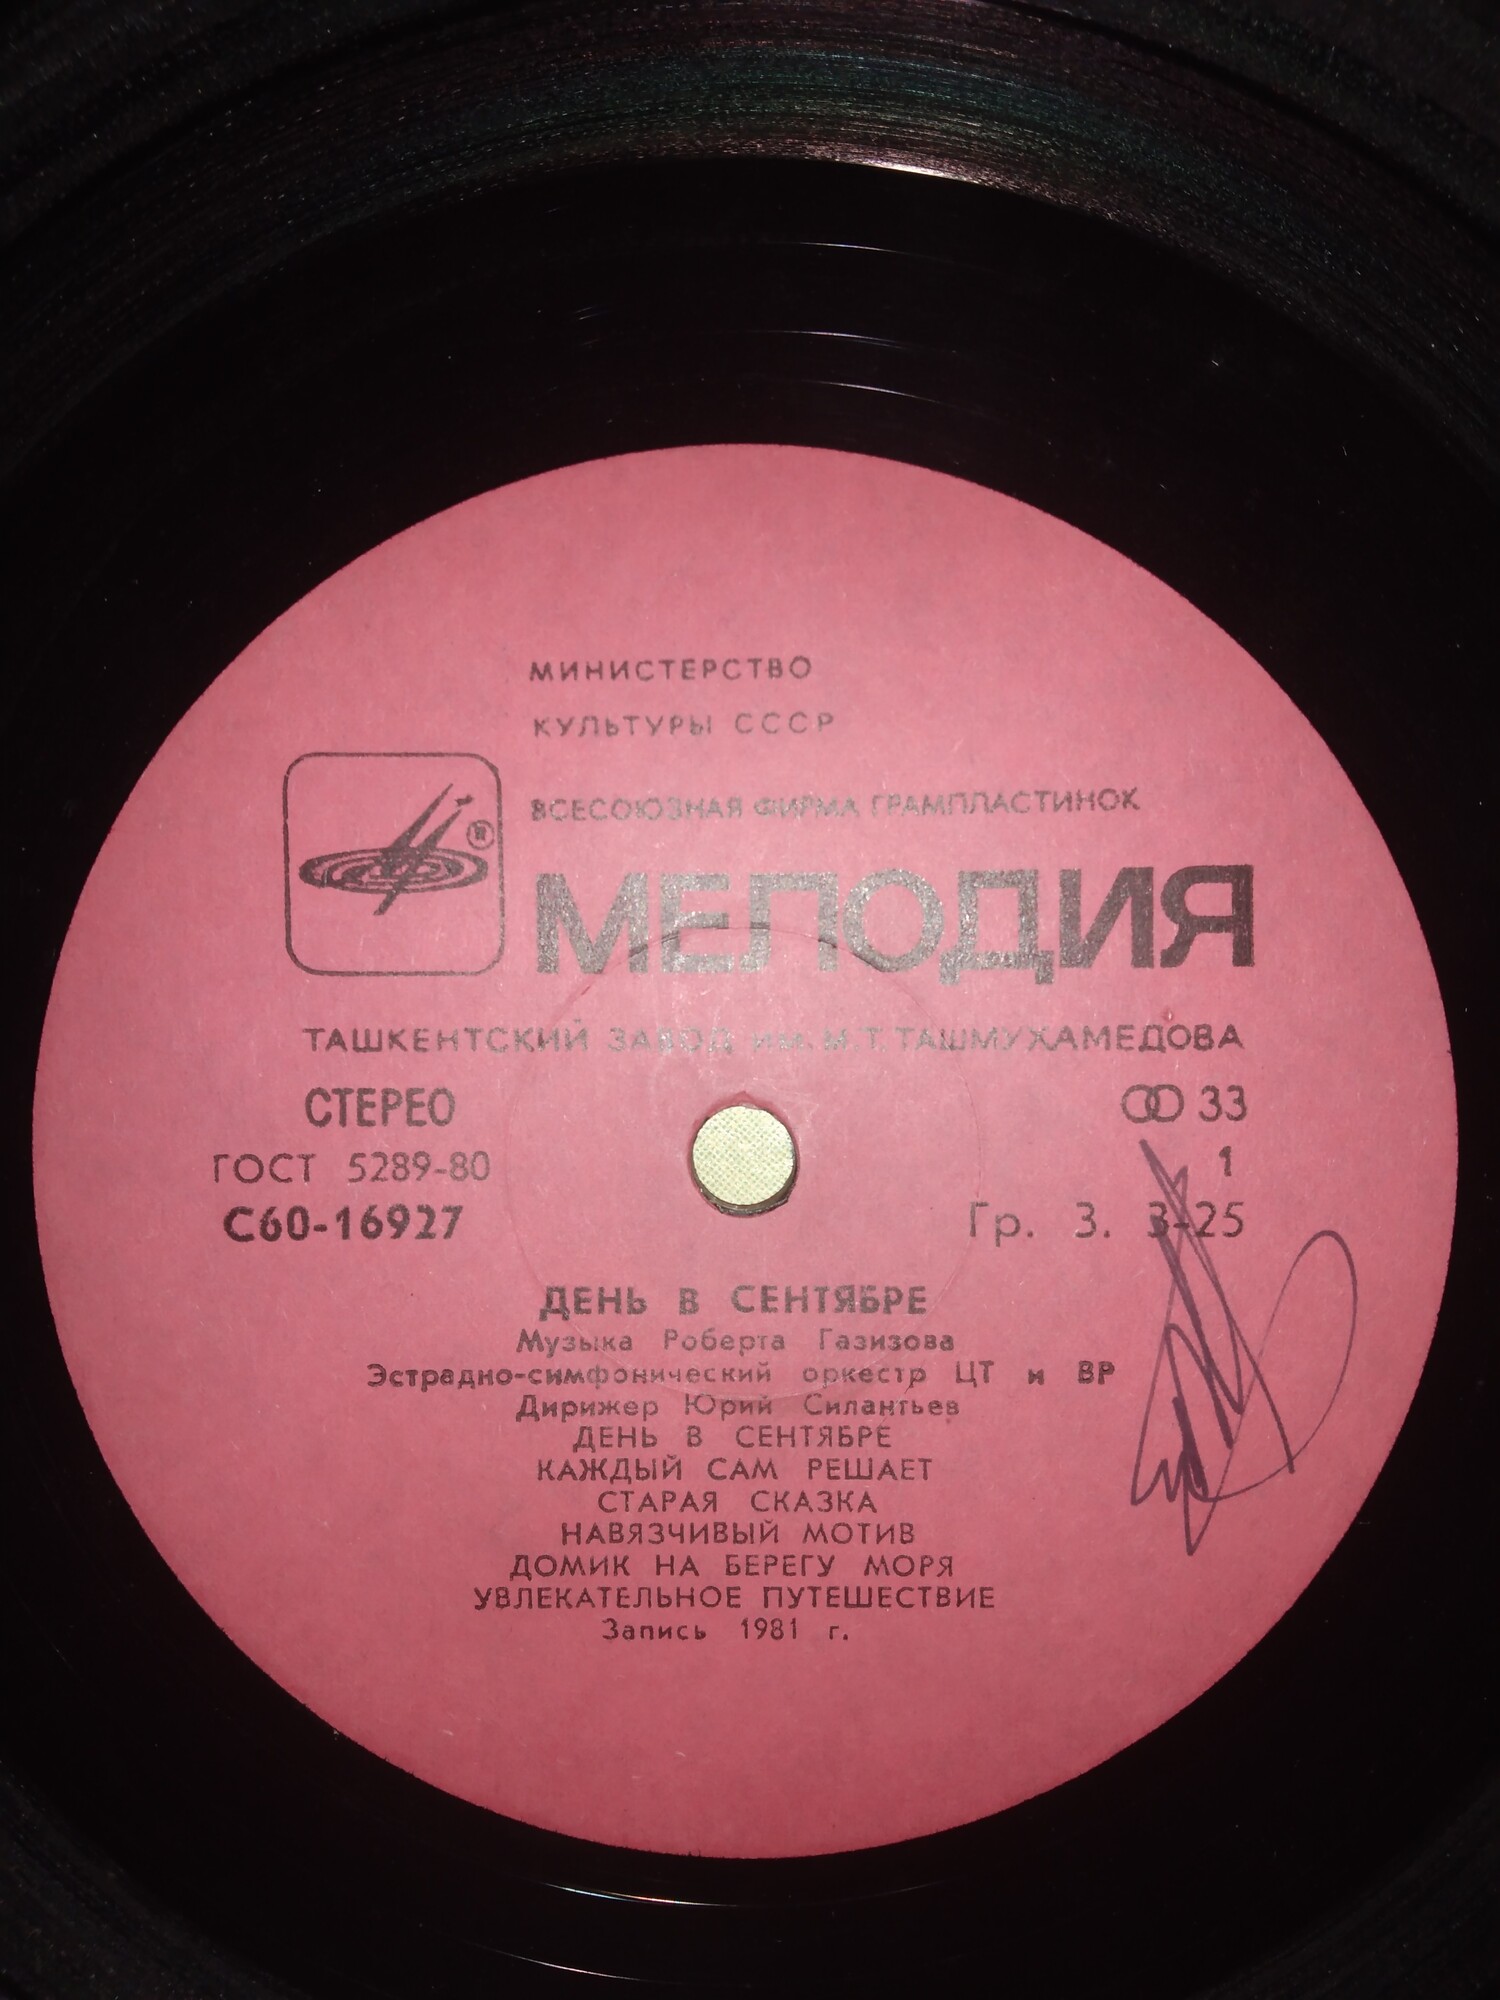 МИНИСТЕРСТВО
КУЛЬТУРЫ СССР
ВСЕСОЮЗНАЯ ФИРМА ГРАМПЛАСТИНОК
®
МЕЛОДИЯ
ТАШКЕНТСКИЙ ЗАВОД ИМ. М.Т. ТАШМУХАМЕДОВА
СТЕРЕО
33
ГОСТ 5289-80
1
С60-16927
Гр. 3. 3-25
ДЕНЬ В СЕНТЯБРЕ
Музыка Роберта Газизова
Эстрадно-симфонический оркестр ЦТ и ВР
Дирижер Юрий Силантьев
ДЕНЬ В СЕНТЯБРЕ
КАЖДЫЙ САМ РЕШАЕТ
СТАРАЯ СКАЗКА
НАВЯЗЧИВЫЙ МОТИВ
ДОМИК НА БЕРЕГУ МОРЯ
УВЛЕКАТЕЛЬНОЕ ПУТЕШЕСТВИЕ
Запись 1981 г.